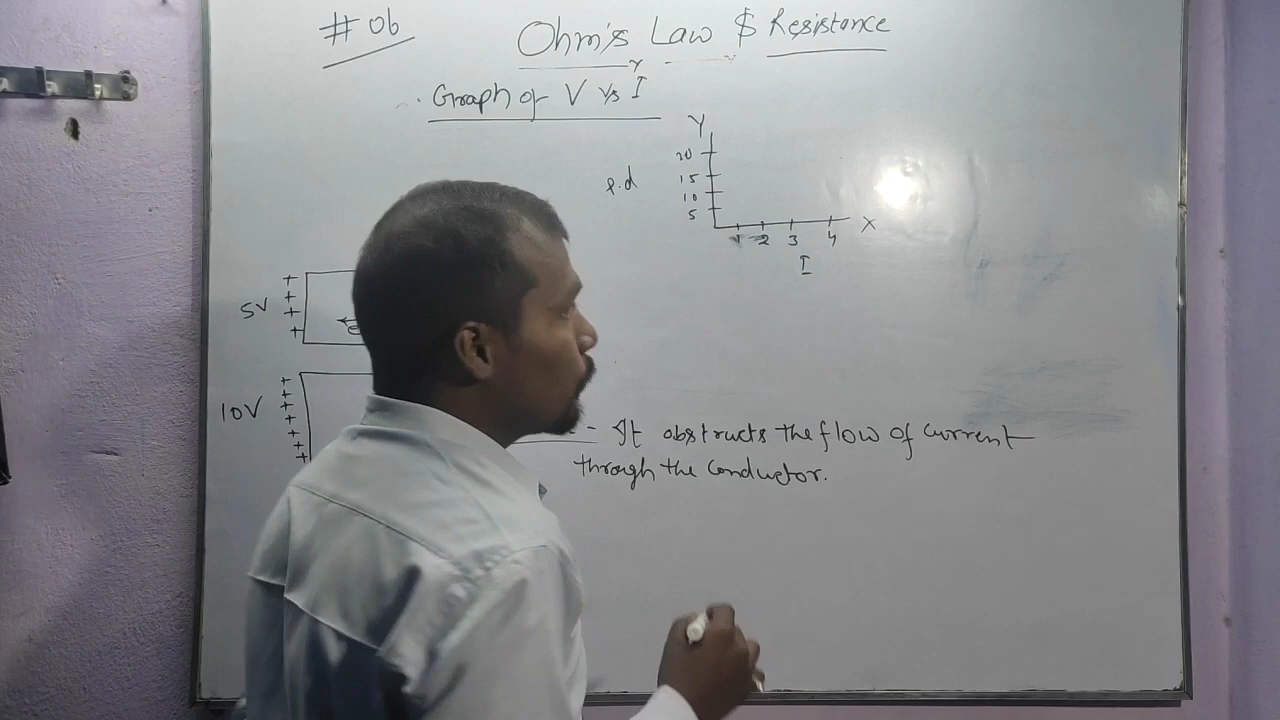 # 06
Ohm's Law $ Resistance
Graph of V Vs I
Y
20
15
10
5
p.d
1 2 3 4
X
I
+
+
+
+
5V
+
+
+
+
+
+
10V
- It obstructs the flow of current
through the conductor.